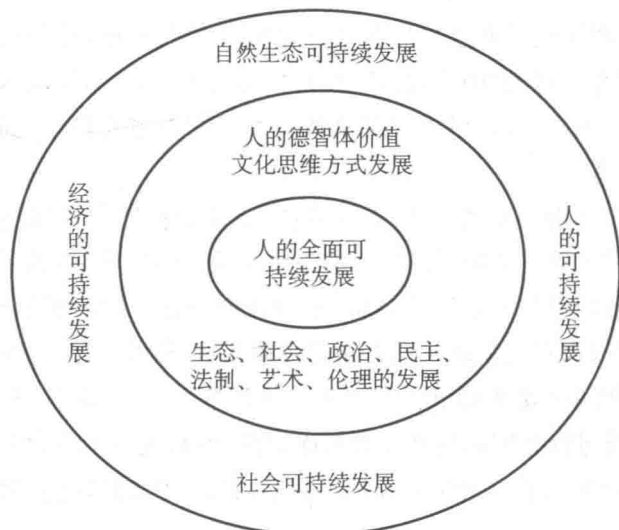 自然生态可持续发展
人的德智体价值
文化思维方式发展
经济的可持续发展
人的全面可
持续发展
人的可持续发展
生态、社会、政治、民主、
法制、艺术、伦理的发展
社会可持续发展